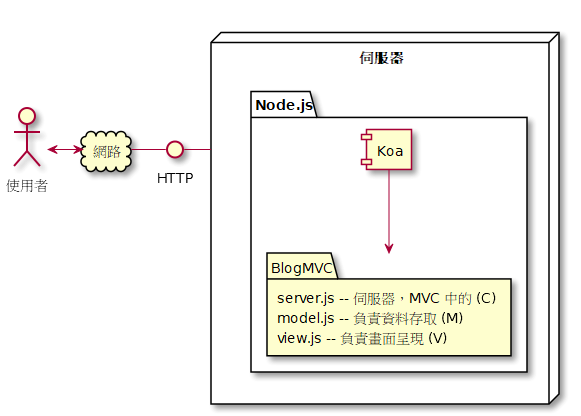 伺服器
Node.js
Koa
使用者
網路
HTTP
BlogMVC
server.js -- 伺服器，MVC 中的 (C)
model.js -- 負責資料存取 (M)
view.js -- 負責畫面呈現 (V)